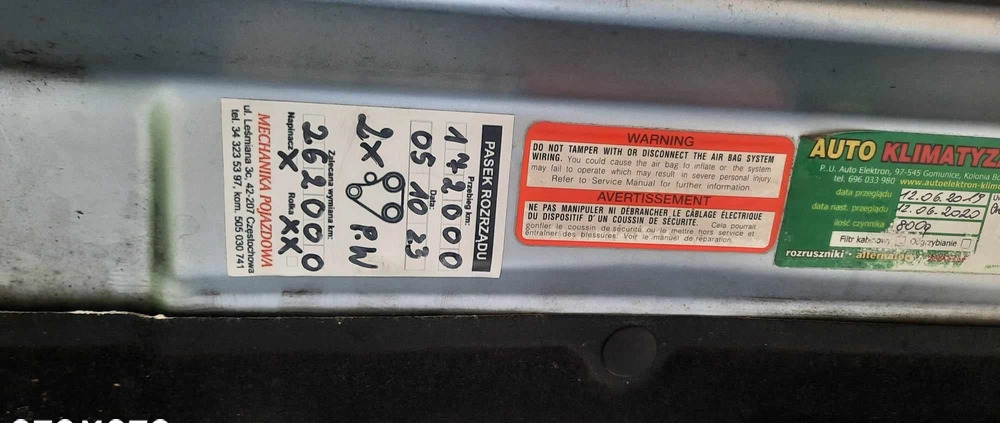 PASEK ROZRZĄDU
Przebieg km:
172000
Data:
05 10 23
2x P.W
Zalecana wymiana km:
262000
Napinacz X Rolka XX
MECHANIKA POJAZDOWA
ul. Leśmiana 3c, 42-207 Częstochowa
tel. 34 323 53 97, kom. 505 030 741
WARNING
DO NOT TAMPER WITH OR DISCONNECT THE AIR BAG SYSTEM
WIRING. You could cause the air bag to inflate or the system
may fail to operate which may result in severe personal injury.
Refer to Service Manual for further information.
AVERTISSEMENT
NE PAS MANIPULER NI DÉBRANCHER LE CÂBLAGE ÉLECTRIQUE
DU DISPOSITIF D'UN COUSSIN DE SÉCURITE. Cela pourrait
gonfler le coussin de sécurité ou le mettre hors service et
entraîner des blessures. Voir le manuel de réparation.
AUTO KLIMATYZ
P.U. Auto Elektron, 97-545 Gomunice, Kolonia
tel. 696 033 980 www.autoelektron-klim
data przeglądu 12.06.2019
data nast. przeglądu 12.06.2020
ilość czynnika 800g
Filtr kabinowy Odgrzybianie
rozruszniki • alternatory